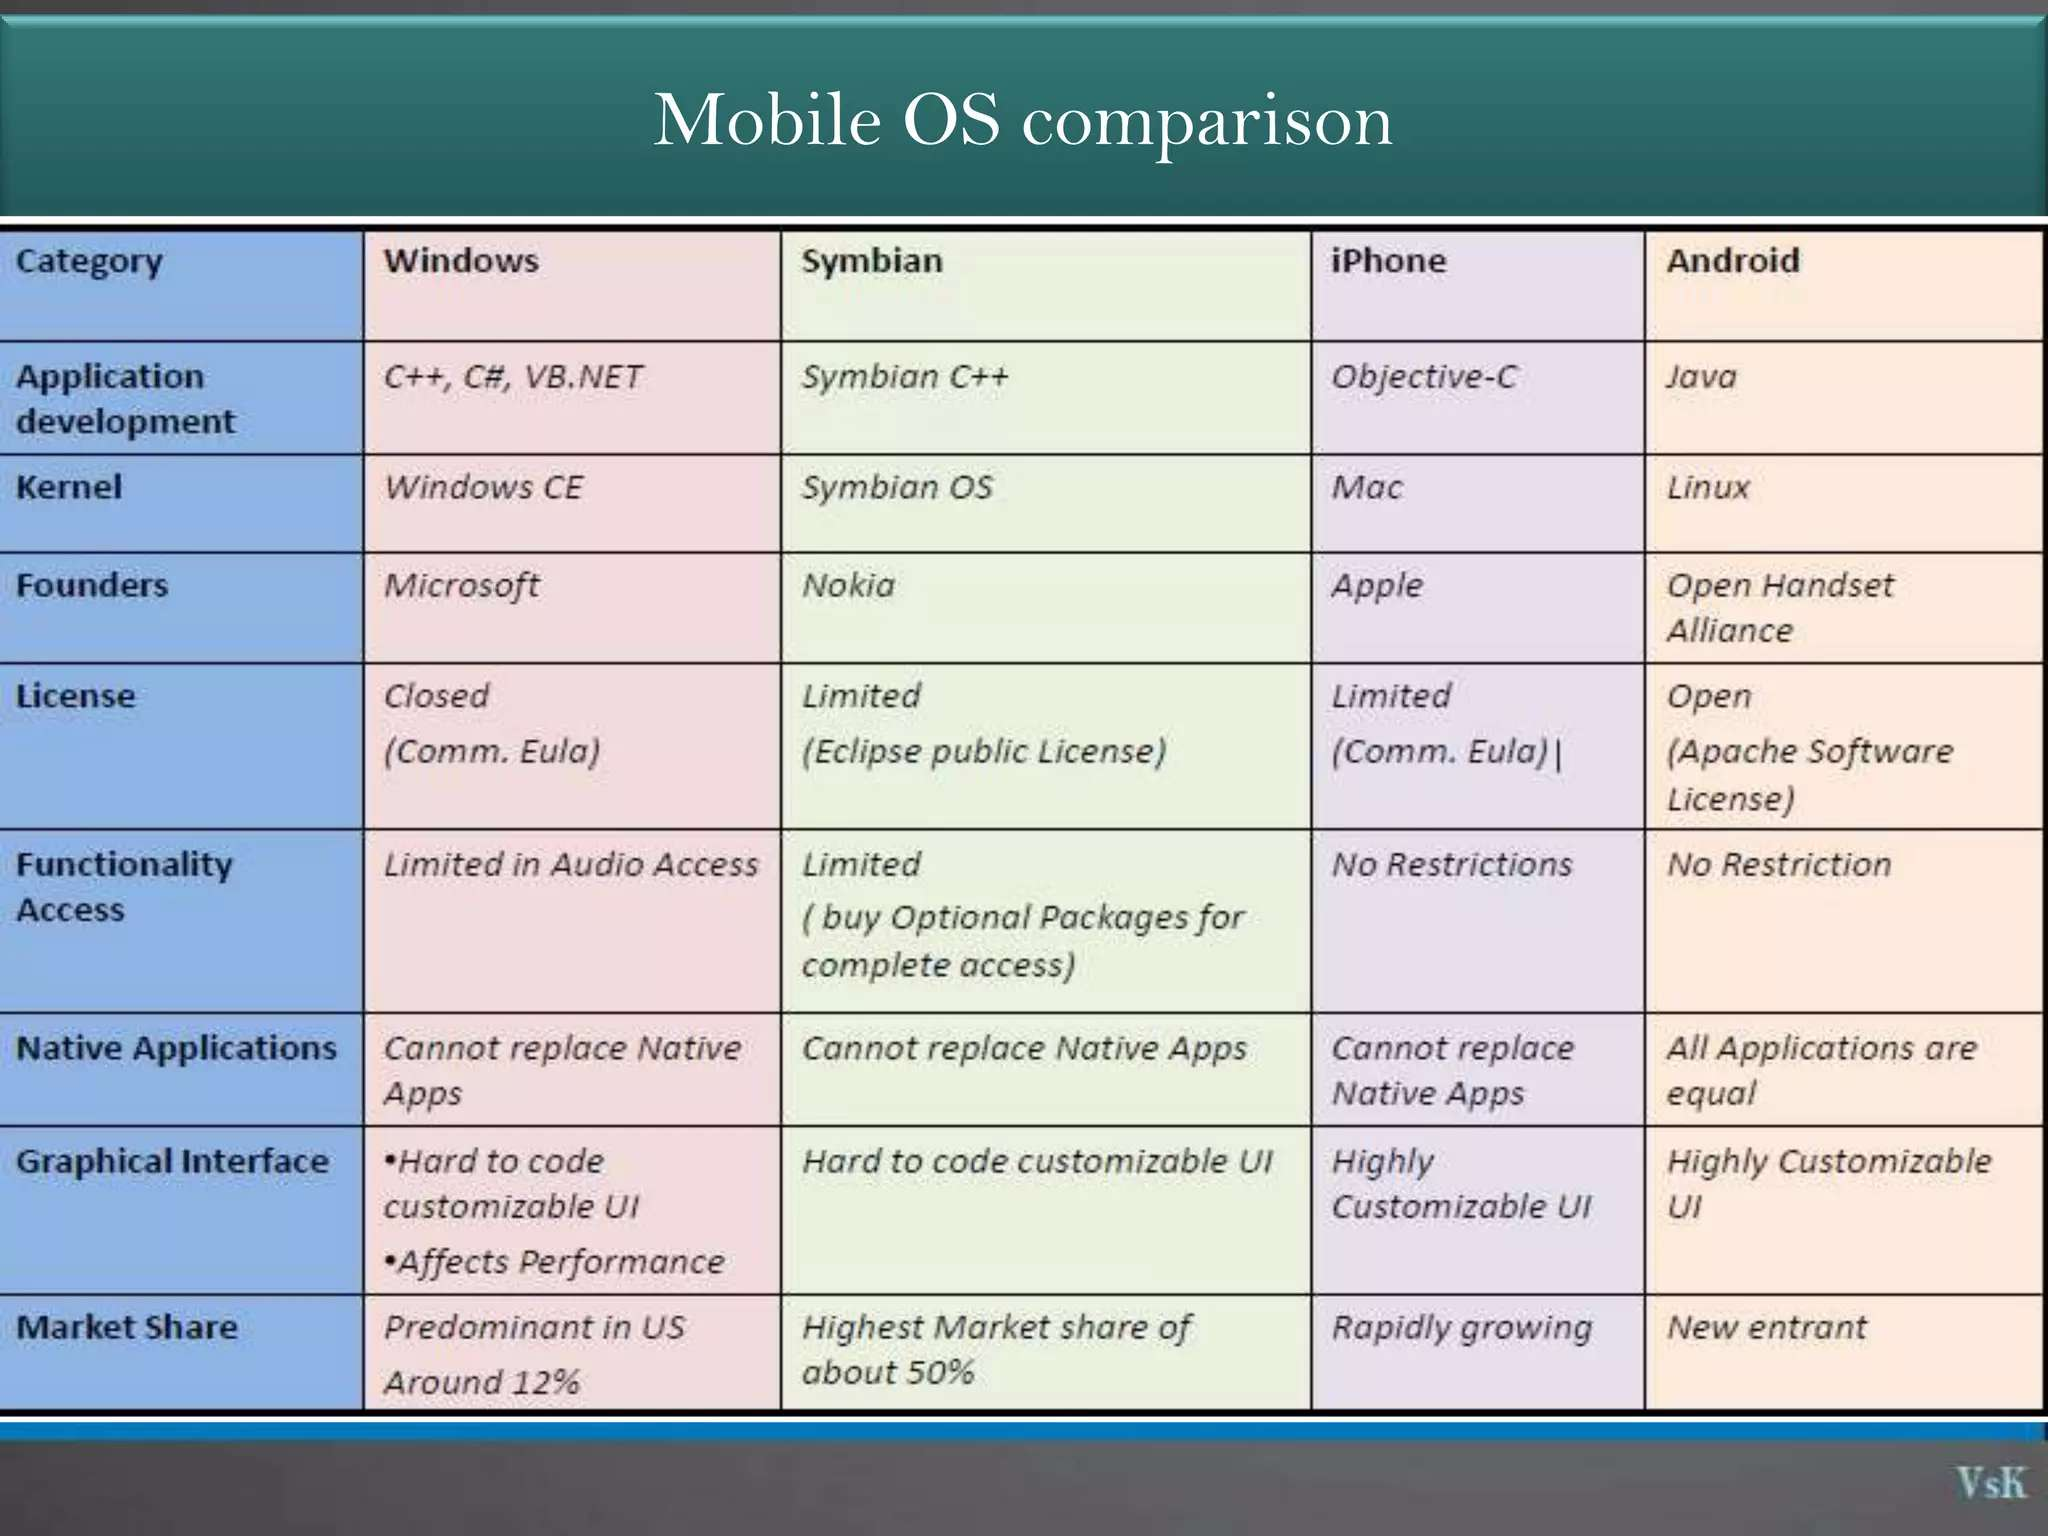 Mobile OS comparison
Category
Windows
Symbian
iPhone
Android
Application
development
C++, C#, VB.NET
Symbian C++
Objective-C
Java
Kernel
Windows CE
Symbian OS
Mac
Linux
Founders
Microsoft
Nokia
Apple
Open Handset
Alliance
License
Closed
(Comm. Eula)
Limited
(Eclipse public License)
Limited
(Comm. Eula)|
Open
(Apache Software
License)
Functionality
Access
Limited in Audio Access
Limited
( buy Optional Packages for
complete access)
No Restrictions
No Restriction
Native Applications
Cannot replace Native
Apps
Cannot replace Native Apps
Cannot replace
Native Apps
All Applications are
equal
Graphical Interface
•Hard to code
customizable UI
•Affects Performance
Hard to code customizable UI
Highly
Customizable UI
Highly Customizable
UI
Market Share
Predominant in US
Around 12%
Highest Market share of
about 50%
Rapidly growing
New entrant
VsK